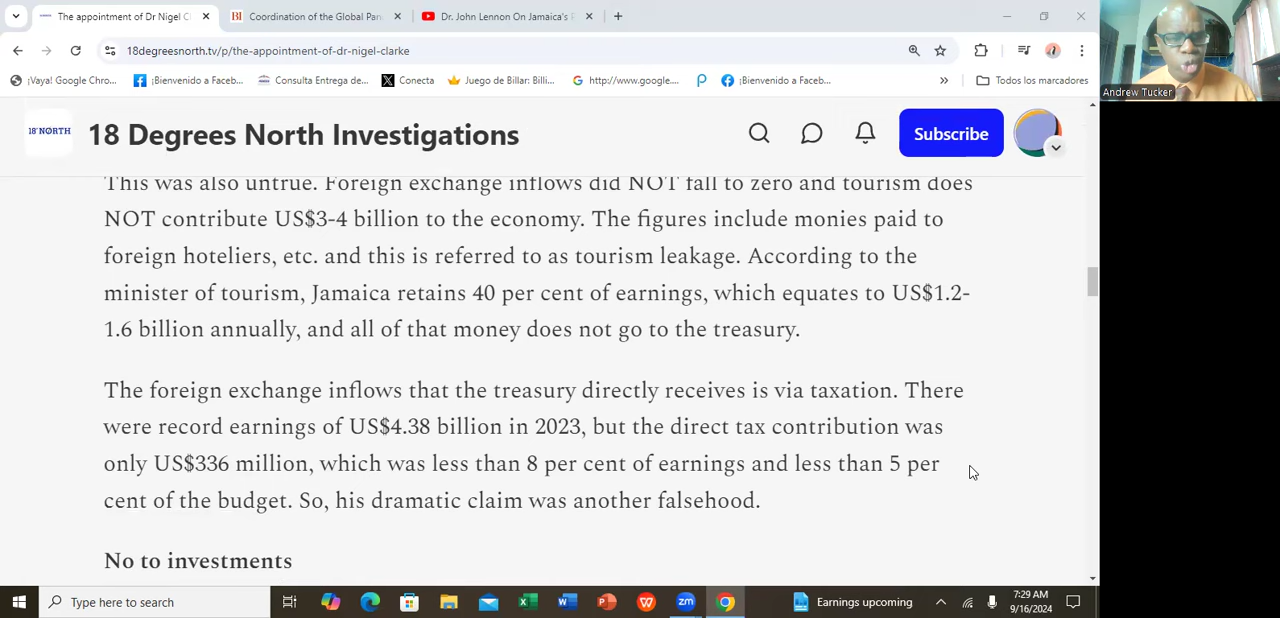 The appointment of Dr Nigel C
Coordination of the Global Pan
Dr. John Lennon On Jamaica's
18degreesnorth.tv/p/the-appointment-of-dr-nigel-clarke
¡Vaya! Google Chro...
¡Bienvenido a Faceb...
Consulta Entrega de...
Conecta
Juego de Billar: Billi...
http://www.google....
¡Bienvenido a Faceb...
»
Todos los marcadores
Andrew Tucker
18° NORTH
18 Degrees North Investigations
Subscribe
This was also untrue. Foreign exchange inflows did NOT fall to zero and tourism does
NOT contribute US$3-4 billion to the economy. The figures include monies paid to
foreign hoteliers, etc. and this is referred to as tourism leakage. According to the
minister of tourism, Jamaica retains 40 per cent of earnings, which equates to US$1.2-
1.6 billion annually, and all of that money does not go to the treasury.
The foreign exchange inflows that the treasury directly receives is via taxation. There
were record earnings of US$4.38 billion in 2023, but the direct tax contribution was
only US$336 million, which was less than 8 per cent of earnings and less than 5 per
cent of the budget. So, his dramatic claim was another falsehood.
No to investments
Type here to search
Earnings upcoming
7:29 AM
9/16/2024